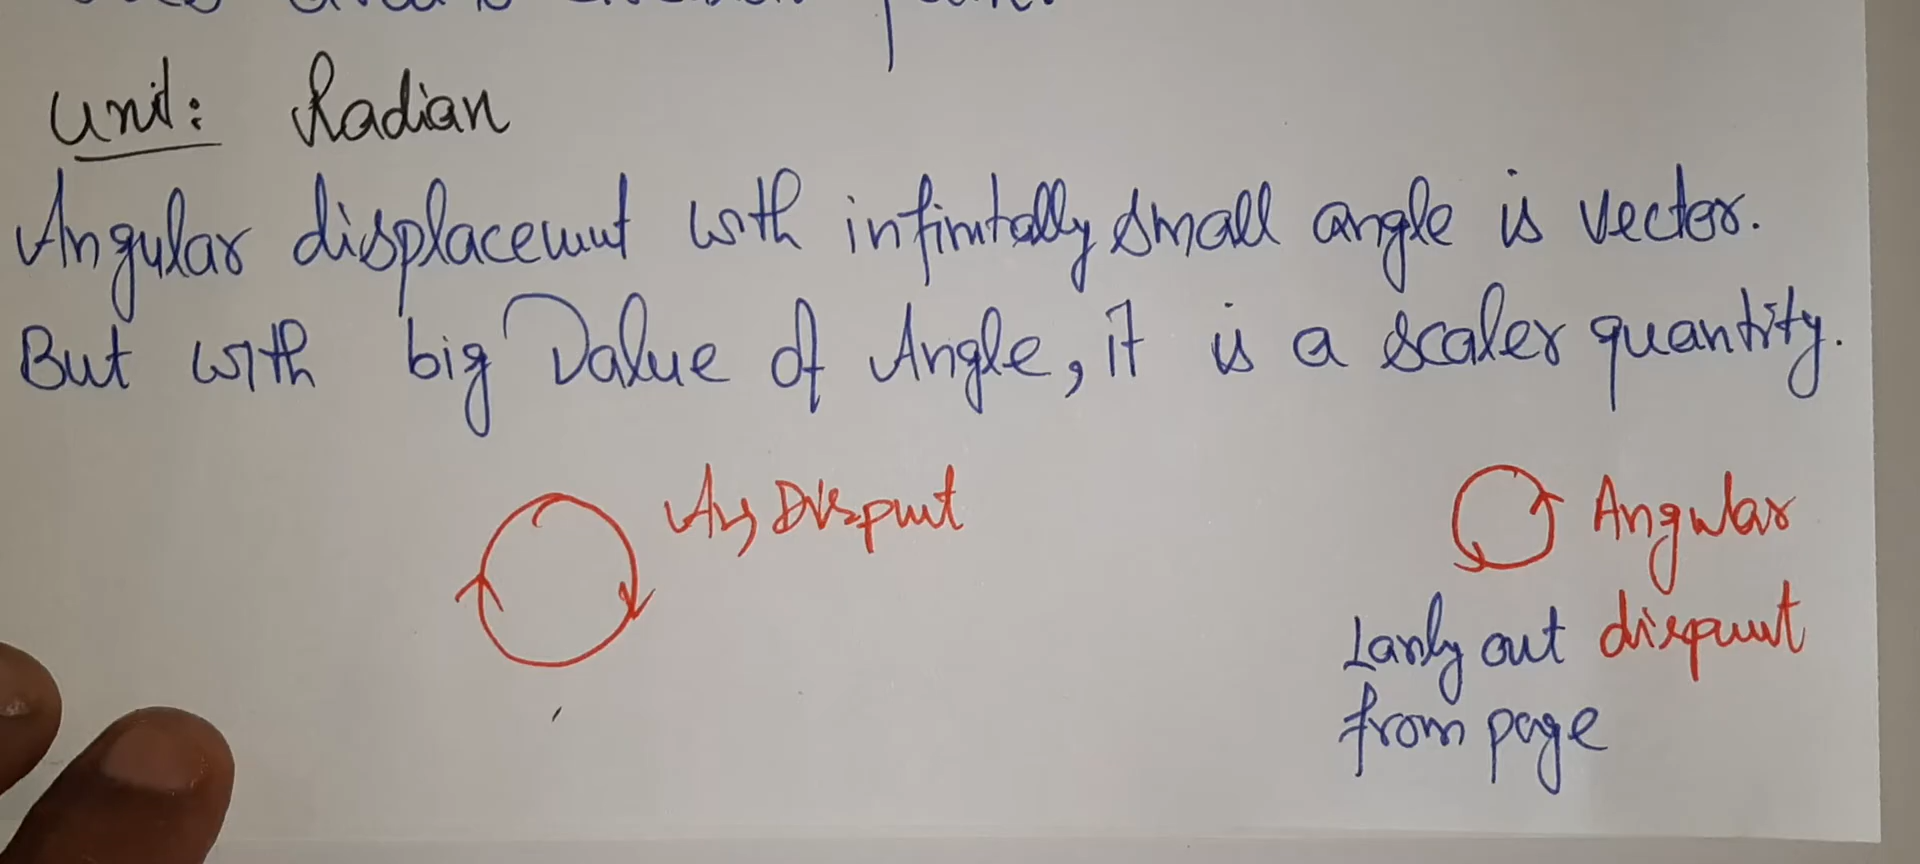 Unit: Radian
Angular displacement with infinitally small angle is vector.
But with big Value of Angle, it is a scaler quantity.
Ang Dispmt
Angular
dispmt
out
from page